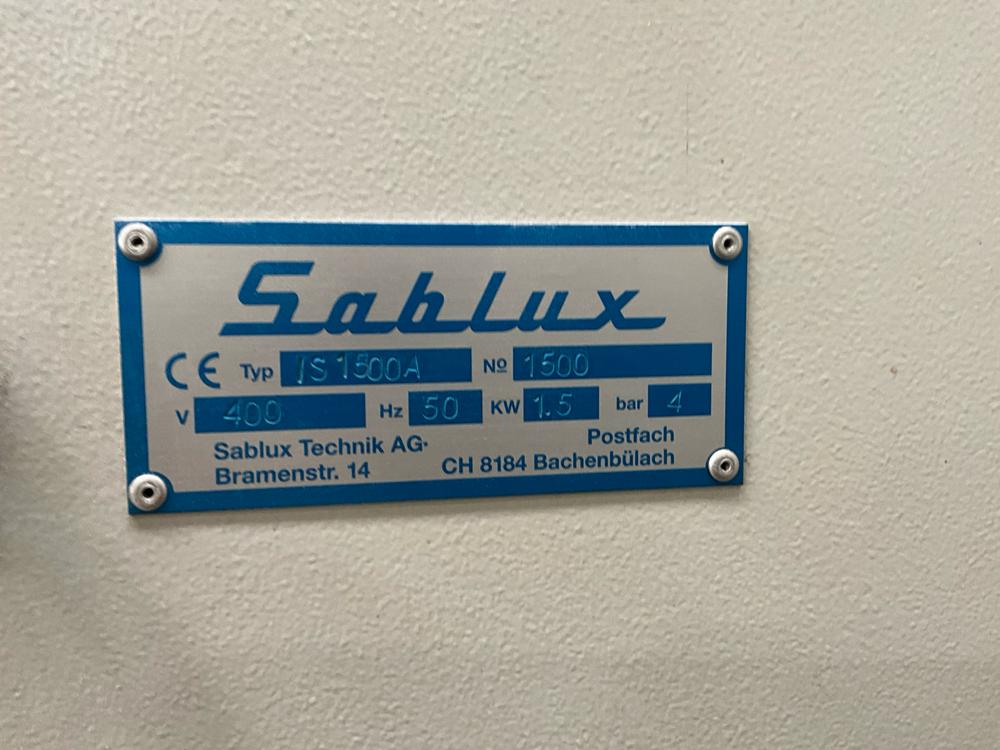 Sablux
CE Typ IS 1500A Nº 1500
V 400 Hz 50 KW 1.5 bar 4
Sablux Technik AG· Postfach
Bramenstr. 14 CH 8184 Bachenbülach